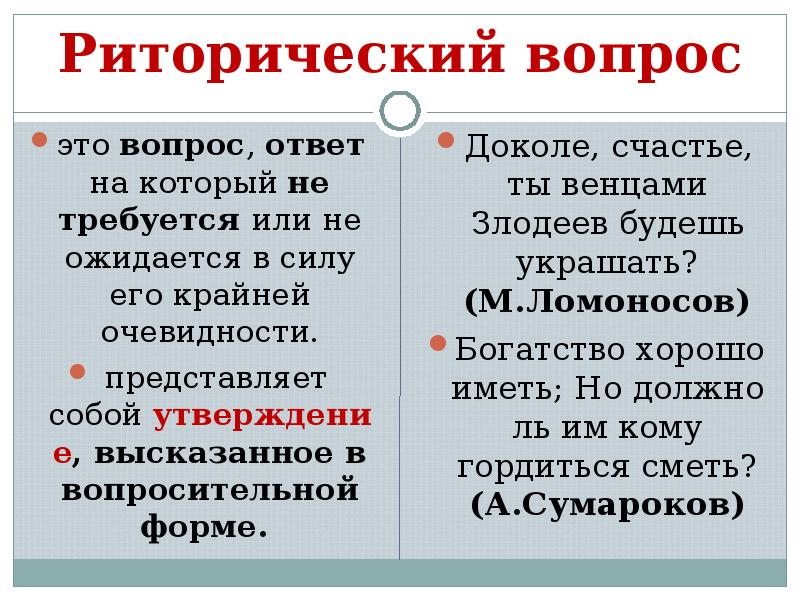 Риторический вопрос
это вопрос, ответ
на который не
требуется или не
ожидается в силу
его крайней
очевидности.
представляет
собой утверждени
е, высказанное в
вопросительной
форме.
Доколе, счастье,
ты венцами
Злодеев будешь
украшать?
(М.Ломоносов)
Богатство хорошо
иметь; Но должно
ль им кому
гордиться сметь?
(А.Сумароков)